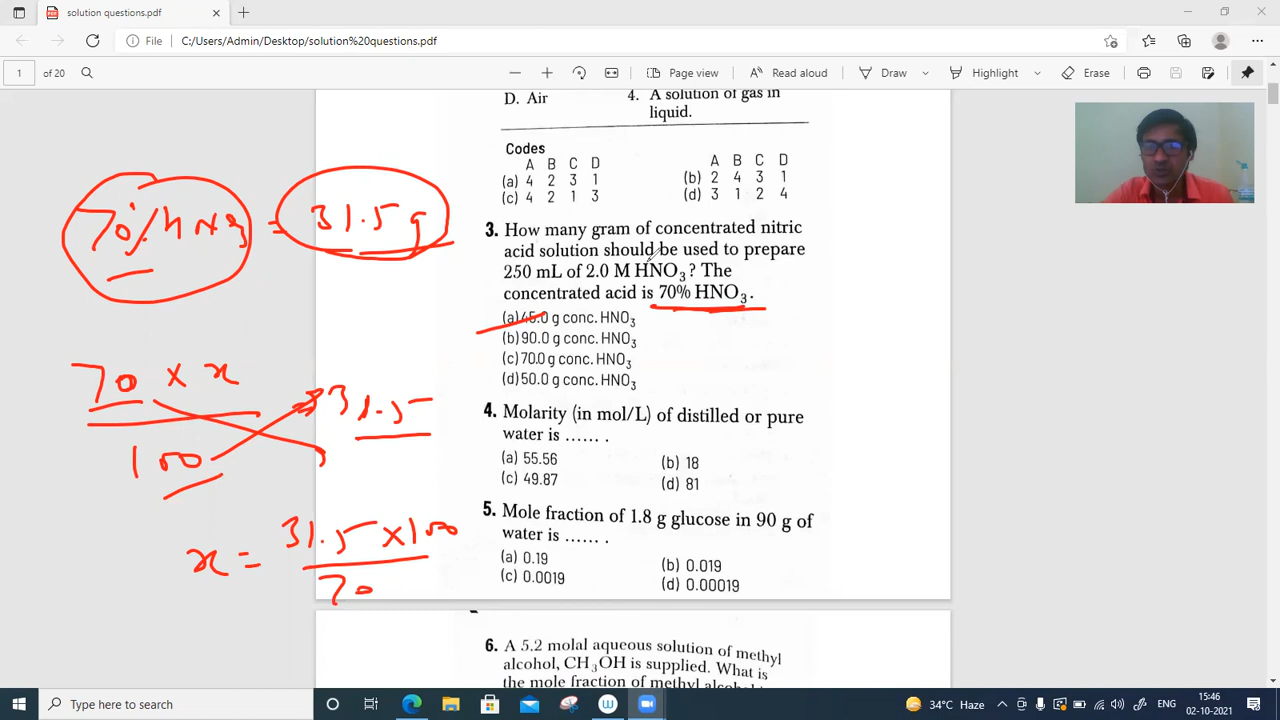 solution questions.pdf
File
C:/Users/Admin/Desktop/solution%20questions.pdf
1 of 20
Page view
Read aloud
Draw
Highlight
Erase
D. Air
4. A solution of gas in
liquid.
Codes
A B C D
(a) 4 2 3 1
(c) 4 2 1 3
A B C D
(b) 2 4 3 1
(d) 3 1 2 4
70% HNO3 = 31.5 g
3. How many gram of concentrated nitric
acid solution should be used to prepare
250 mL of 2.0 M HNO₃? The
concentrated acid is 70% HNO₃.
(a) 45.0 g conc. HNO₃
(b) 90.0 g conc. HNO₃
(c) 70.0 g conc. HNO₃
(d) 50.0 g conc. HNO₃
70 × x
100
31.5
x = 31.5 × 100
70
4. Molarity (in mol/L) of distilled or pure
water is ...... .
(a) 55.56
(b) 18
(c) 49.87
(d) 81
5. Mole fraction of 1.8 g glucose in 90 g of
water is ...... .
(a) 0.19
(b) 0.019
(c) 0.0019
(d) 0.00019
6. A 5.2 molal aqueous solution of methyl
alcohol, CH₃OH is supplied. What is
the mole fraction of methyl alcohol
Type here to search
34°C Haze
ENG
15:46
02-10-2021